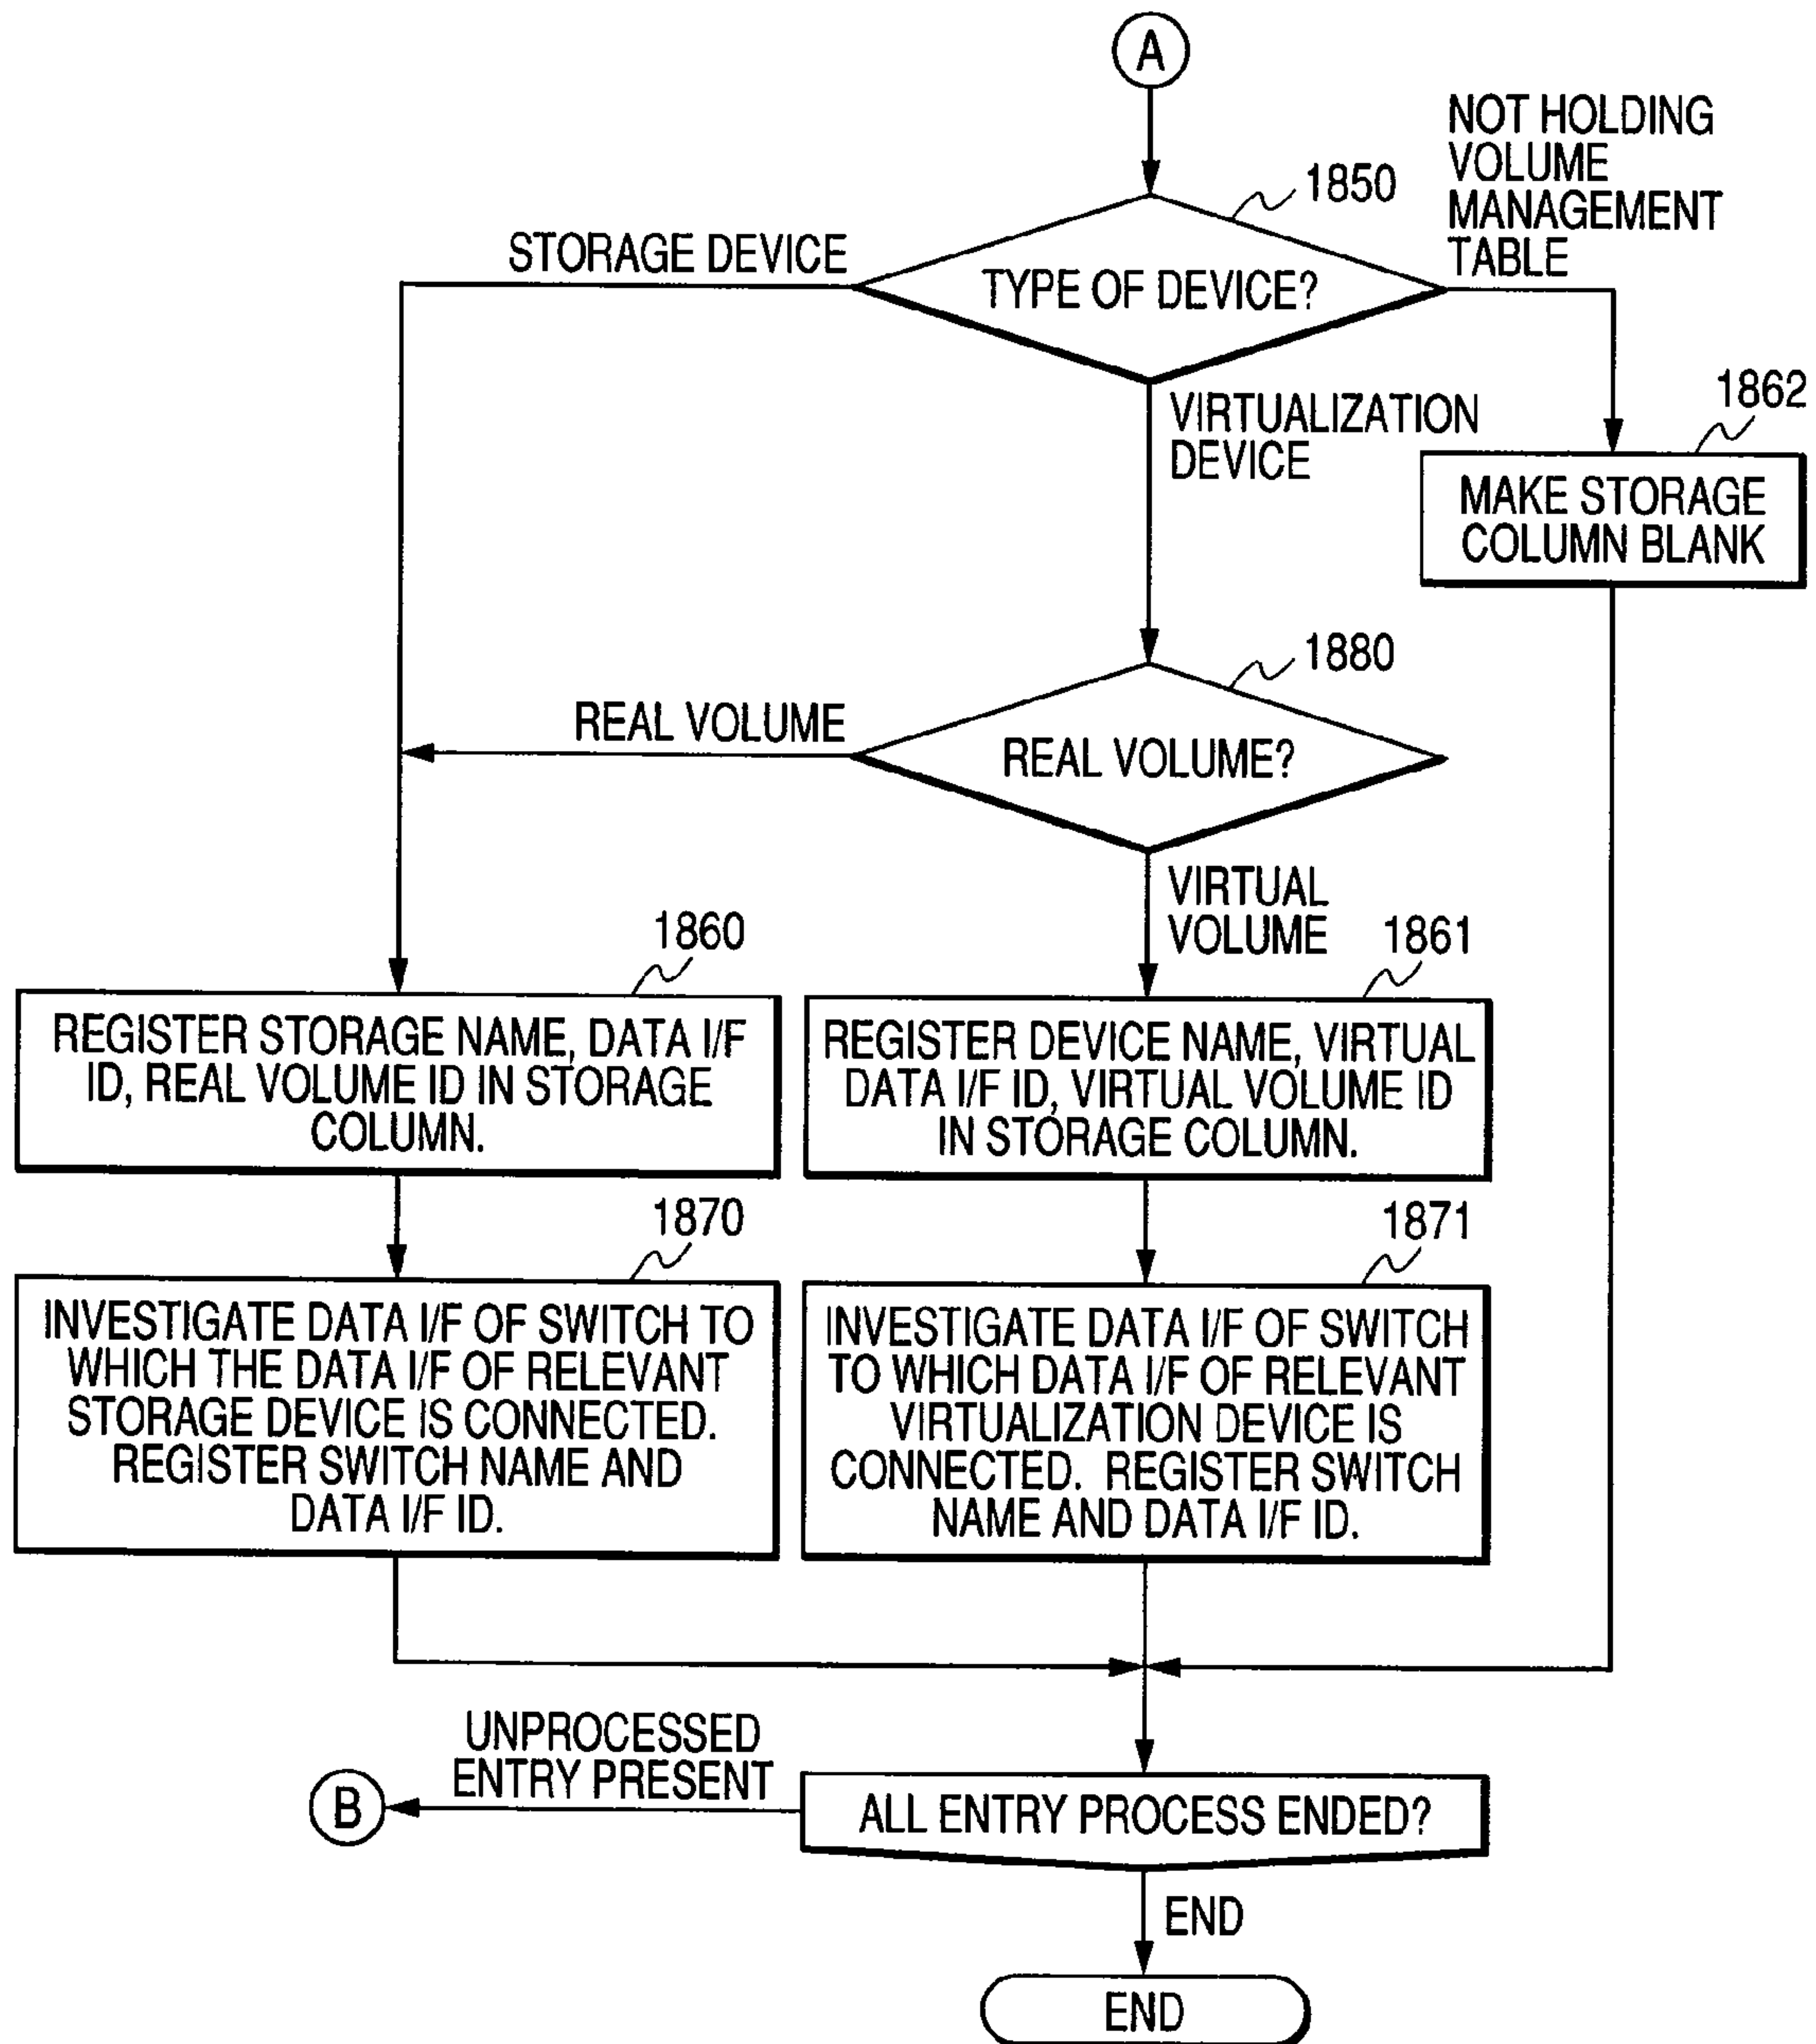 A
NOT HOLDING
VOLUME
MANAGEMENT
TABLE
1850
STORAGE DEVICE
TYPE OF DEVICE?
1862
VIRTUALIZATION
DEVICE
MAKE STORAGE
COLUMN BLANK
1880
REAL VOLUME
REAL VOLUME?
VIRTUAL
VOLUME
1860
1861
REGISTER STORAGE NAME, DATA I/F
ID, REAL VOLUME ID IN STORAGE
COLUMN.
REGISTER DEVICE NAME, VIRTUAL
DATA I/F ID, VIRTUAL VOLUME ID
IN STORAGE COLUMN.
1870
1871
INVESTIGATE DATA I/F OF SWITCH TO
WHICH THE DATA I/F OF RELEVANT
STORAGE DEVICE IS CONNECTED.
REGISTER SWITCH NAME AND
DATA I/F ID.
INVESTIGATE DATA I/F OF SWITCH
TO WHICH DATA I/F OF RELEVANT
VIRTUALIZATION DEVICE IS
CONNECTED. REGISTER SWITCH
NAME AND DATA I/F ID.
UNPROCESSED
ENTRY PRESENT
B
ALL ENTRY PROCESS ENDED?
END
END